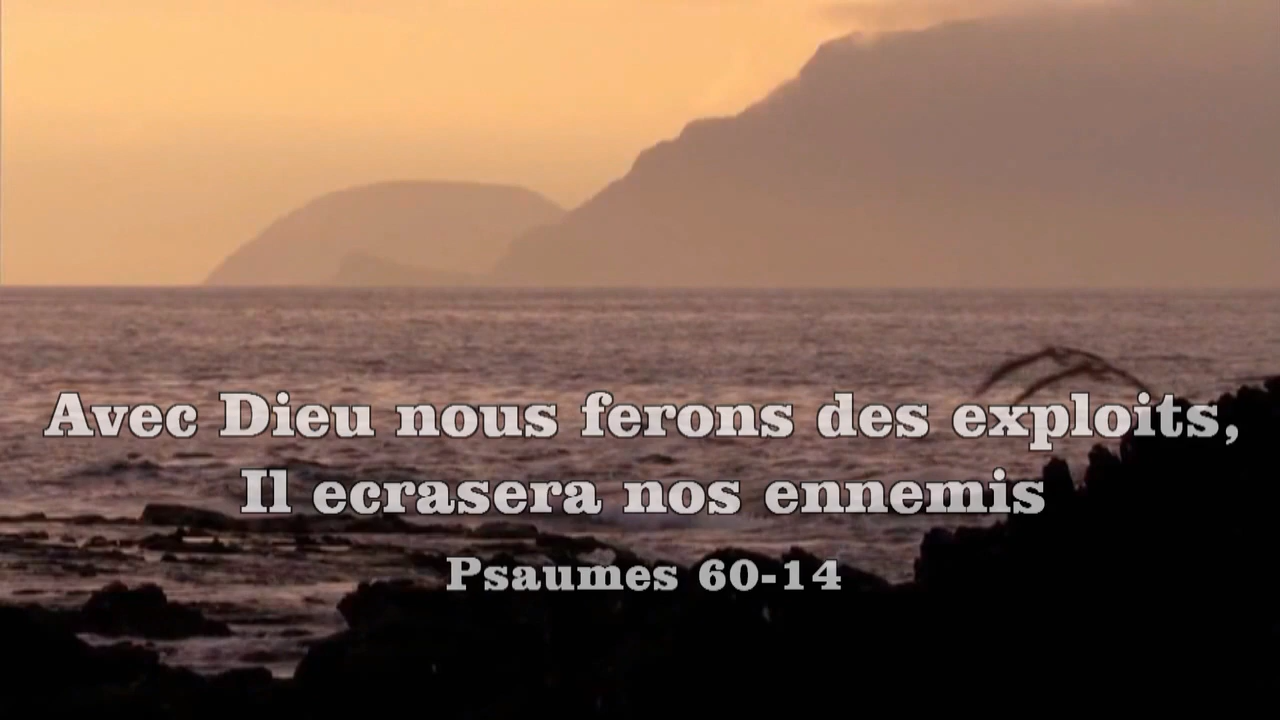 Avec Dieu nous ferons des exploits,
Il ecrasera nos ennemis
Psaumes 60-14